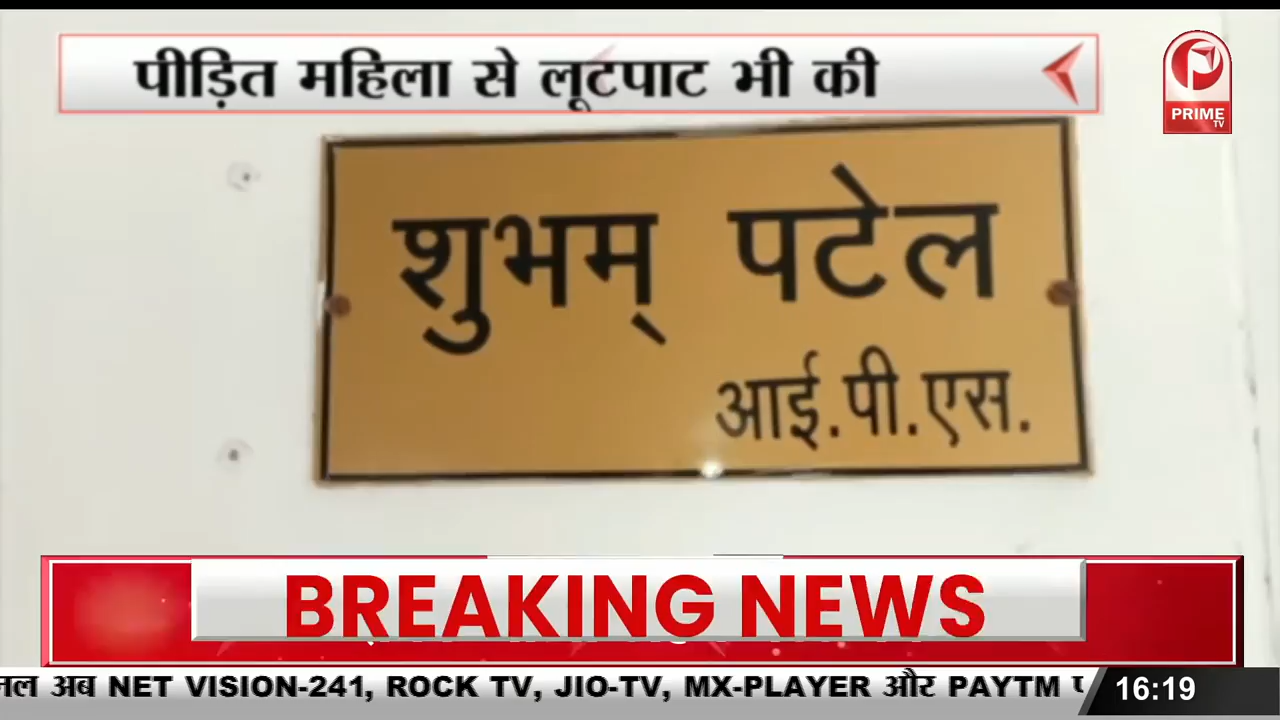 पीड़ित महिला से लूटपाट भी की
PRIME
TV
शुभम् पटेल
आई.पी.एस.
BREAKING NEWS
अब NET VISION-241, ROCK TV, JIO-TV, MX-PLAYER और PAYTM
16:19